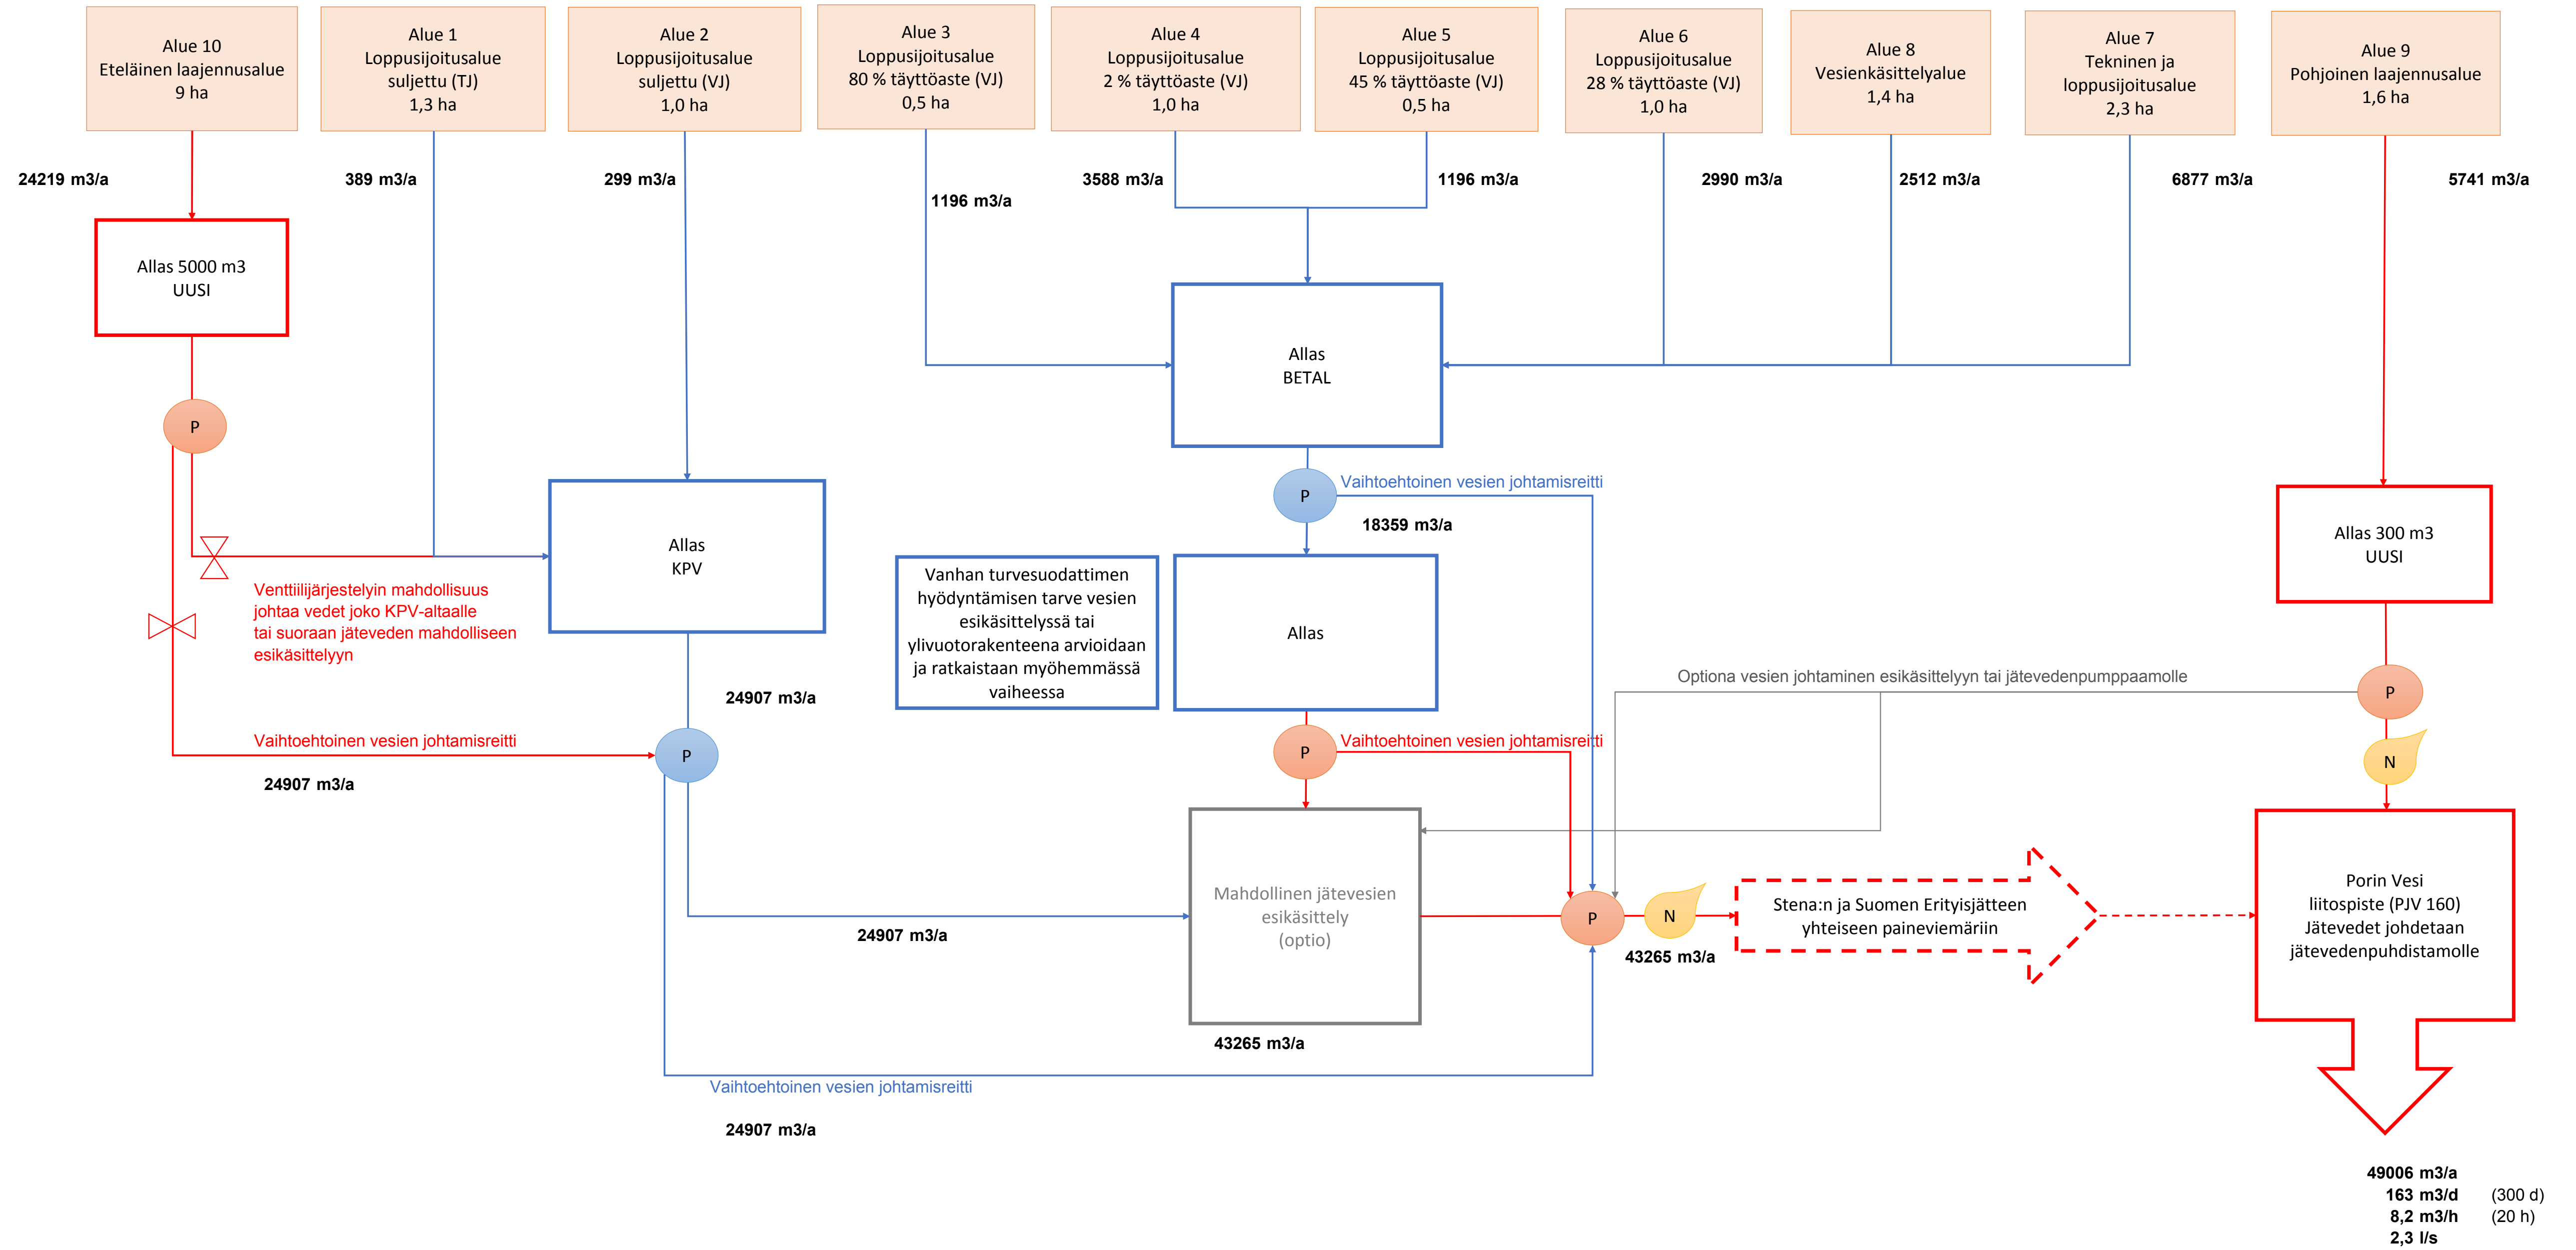 Alue 10
Eteläinen laajennusalue
9 ha
Alue 1
Loppusijoitusalue
suljettu (TJ)
1,3 ha
Alue 2
Loppusijoitusalue
suljettu (VJ)
1,0 ha
Alue 3
Loppusijoitusalue
80 % täyttöaste (VJ)
0,5 ha
Alue 4
Loppusijoitusalue
2 % täyttöaste (VJ)
1,0 ha
Alue 5
Loppusijoitusalue
45 % täyttöaste (VJ)
0,5 ha
Alue 6
Loppusijoitusalue
28 % täyttöaste (VJ)
1,0 ha
Alue 8
Vesienkäsittelyalue
1,4 ha
Alue 7
Tekninen ja
loppusijoitusalue
2,3 ha
Alue 9
Pohjoinen laajennusalue
1,6 ha
24219 m3/a
389 m3/a
299 m3/a
1196 m3/a
3588 m3/a
1196 m3/a
2990 m3/a
2512 m3/a
6877 m3/a
5741 m3/a
Allas 5000 m3
UUSI
Allas
BETAL
P
P
Vaihtoehtoinen vesien johtamisreitti
18359 m3/a
Allas
KPV
Allas 300 m3
UUSI
Venttiilijärjestelyin mahdollisuus
johtaa vedet joko KPV-altaalle
tai suoraan jäteveden mahdolliseen
esikäsittelyyn
Vanhan turvesuodattimen
hyödyntämisen tarve vesien
esikäsittelyssä tai
ylivuotorakenteena arvioidaan
ja ratkaistaan myöhemmässä
vaiheessa
Allas
24907 m3/a
Optiona vesien johtaminen esikäsittelyyn tai jätevedenpumppaamolle
P
Vaihtoehtoinen vesien johtamisreitti
P
24907 m3/a
P
Vaihtoehtoinen vesien johtamisreitti
N
Mahdollinen jätevesien
esikäsittely
(optio)
24907 m3/a
43265 m3/a
P
N
43265 m3/a
Stena:n ja Suomen Erityisjätteen
yhteiseen paineviemäriin
Porin Vesi
liitospiste (PJV 160)
Jätevedet johdetaan
jätevedenpuhdistamolle
Vaihtoehtoinen vesien johtamisreitti
24907 m3/a
49006 m3/a
163 m3/d (300 d)
8,2 m3/h (20 h)
2,3 l/s